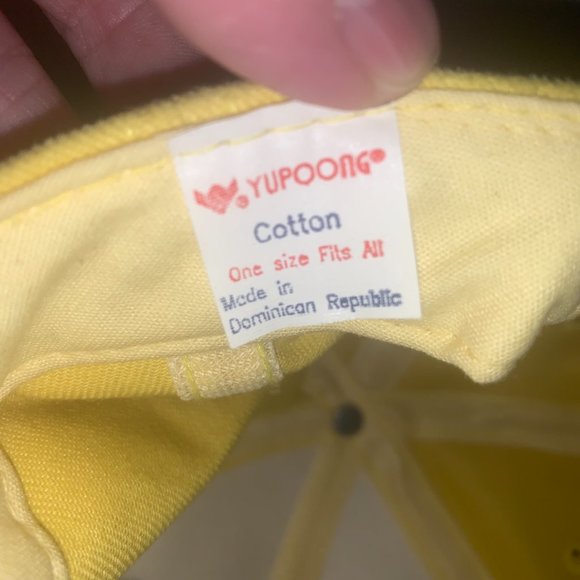 ® YUPOONG®
Cotton
One size Fits All
Made in
Dominican Republic